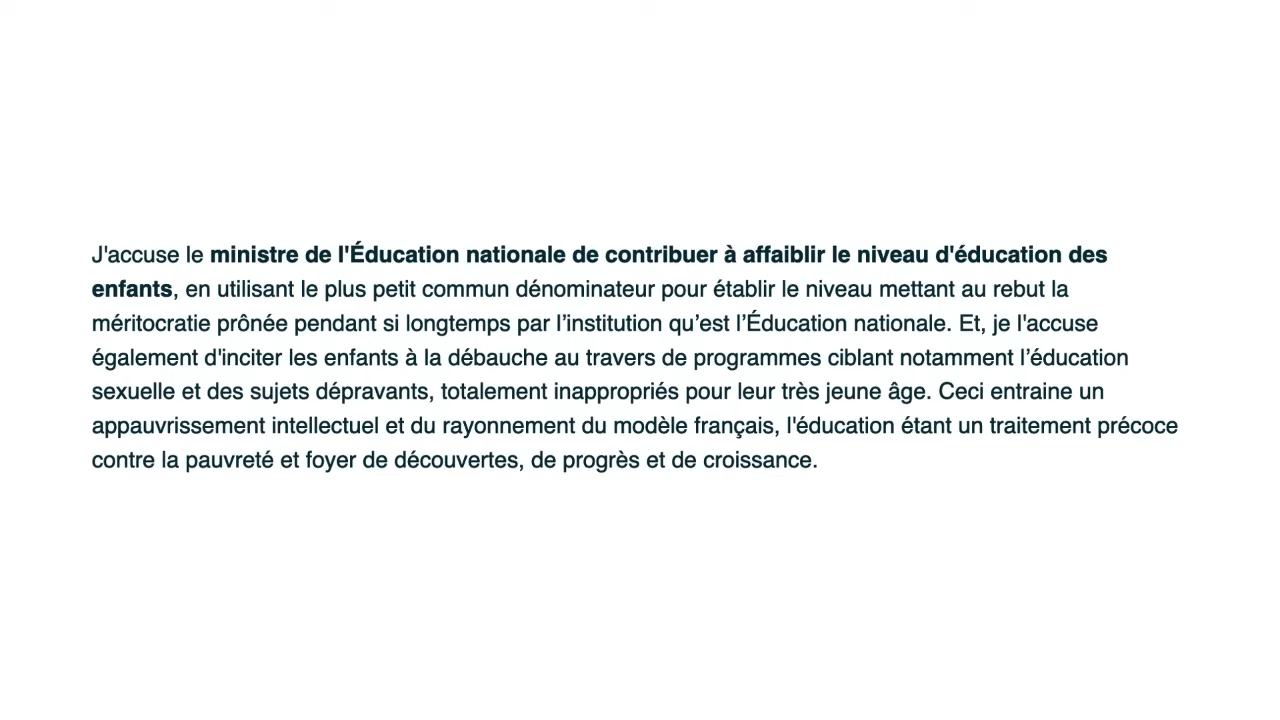 J'accuse le ministre de l'Éducation nationale de contribuer à affaiblir le niveau d'éducation des
enfants, en utilisant le plus petit commun dénominateur pour établir le niveau mettant au rebut la
méritocratie prônée pendant si longtemps par l’institution qu’est l’Éducation nationale. Et, je l'accuse
également d'inciter les enfants à la débauche au travers de programmes ciblant notamment l’éducation
sexuelle et des sujets dépravants, totalement inappropriés pour leur très jeune âge. Ceci entraine un
appauvrissement intellectuel et du rayonnement du modèle français, l'éducation étant un traitement précoce
contre la pauvreté et foyer de découvertes, de progrès et de croissance.